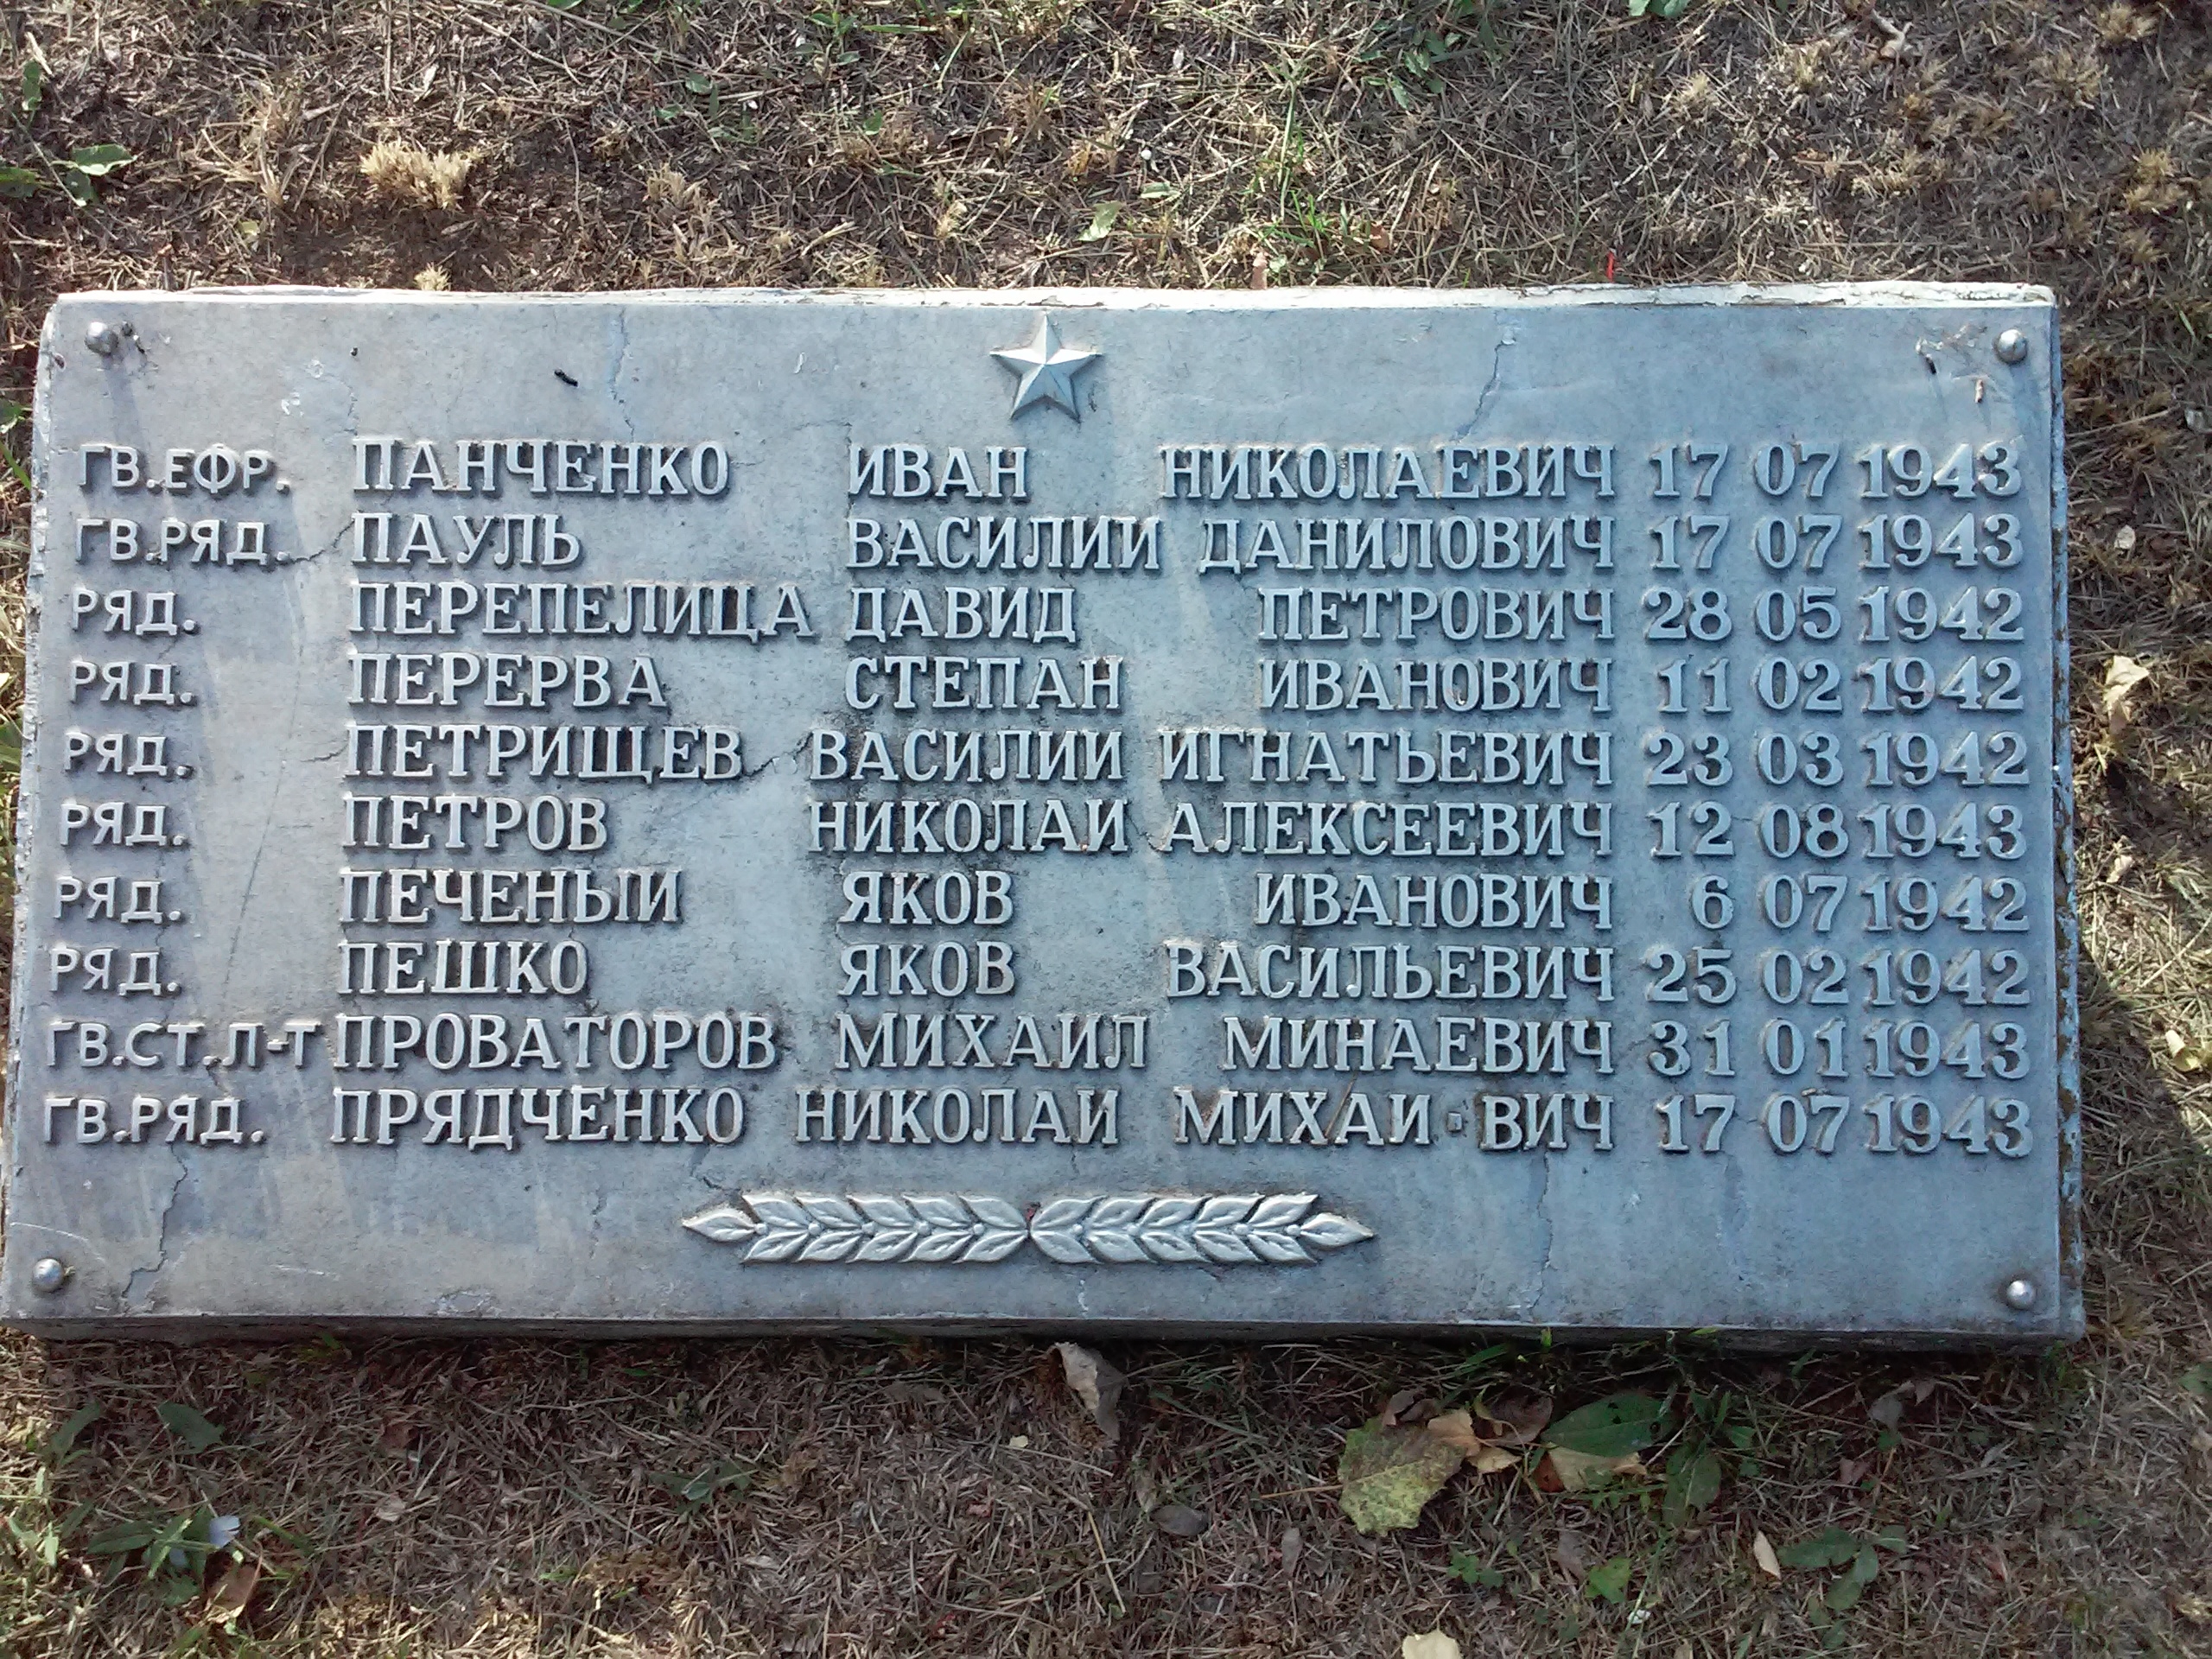 ГВ.ЕФР. ПАНЧЕНКО ИВАН НИКОЛАЕВИЧ 17 07 1943
ГВ.РЯД. ПАУЛЬ ВАСИЛИИ ДАНИЛОВИЧ 17 07 1943
РЯД. ПЕРЕПЕЛИЦА ДАВИД ПЕТРОВИЧ 28 05 1942
РЯД. ПЕРЕРВА СТЕПАН ИВАНОВИЧ 11 02 1942
РЯД. ПЕТРИЩЕВ ВАСИЛИИ ИГНАТЬЕВИЧ 23 03 1942
РЯД. ПЕТРОВ НИКОЛАИ АЛЕКСЕЕВИЧ 12 08 1943
РЯД. ПЕЧЕНЫИ ЯКОВ ИВАНОВИЧ 6 07 1942
РЯД. ПЕШКО ЯКОВ ВАСИЛЬЕВИЧ 25 02 1942
ГВ.СТ.Л-Т ПРОВАТОРОВ МИХАИЛ МИНАЕВИЧ 31 01 1943
ГВ.РЯД. ПРЯДЧЕНКО НИКОЛАИ МИХАИ ВИЧ 17 07 1943